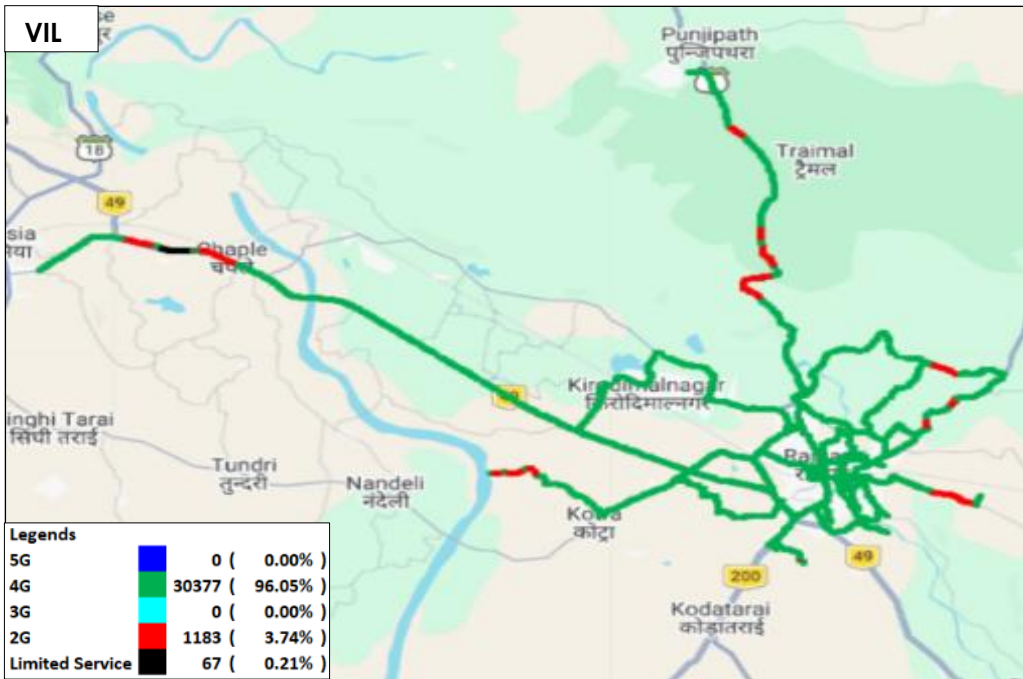 VIL
Punjipath
पुन्जिपथरा
18
Traimal
ट्रैमल
49
Chaple
चपले
Kirodimalnagar
किरोदिमाल्नगर
inghi Tarai
सिंघी तराई
Tundri
तुन्दरी
Nandeli
नंदेली
Kotra
कोट्रा
49
200
Kodatarai
कोड़ातराई
Legends
5G 0 ( 0.00% )
4G 30377 ( 96.05% )
3G 0 ( 0.00% )
2G 1183 ( 3.74% )
Limited Service 67 ( 0.21% )